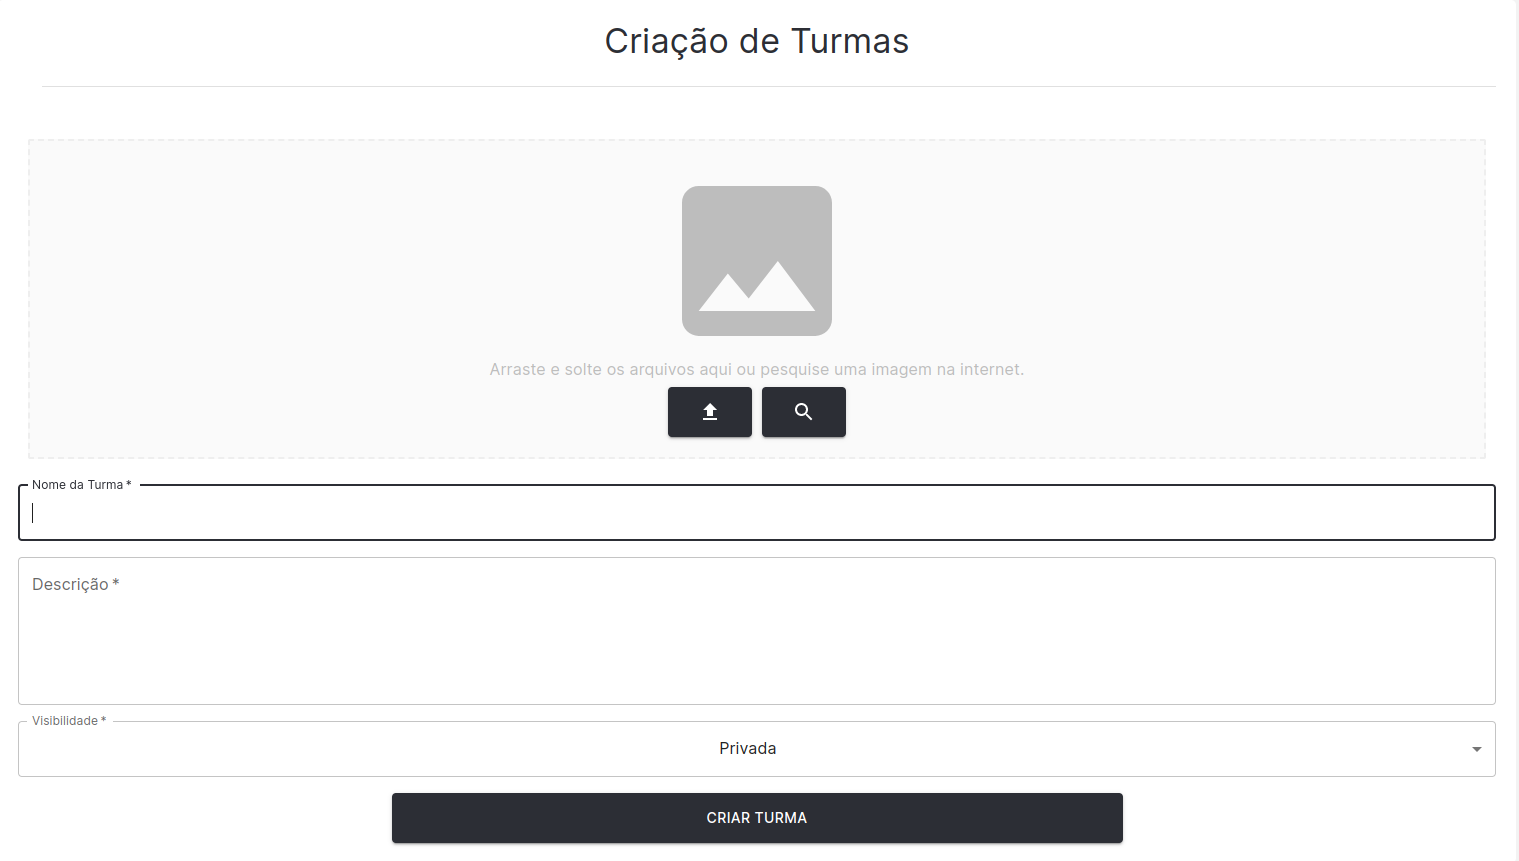 Criação de Turmas
Arraste e solte os arquivos aqui ou pesquise uma imagem na internet.
Nome da Turma *
Descrição *
Visibilidade *
Privada
CRIAR TURMA